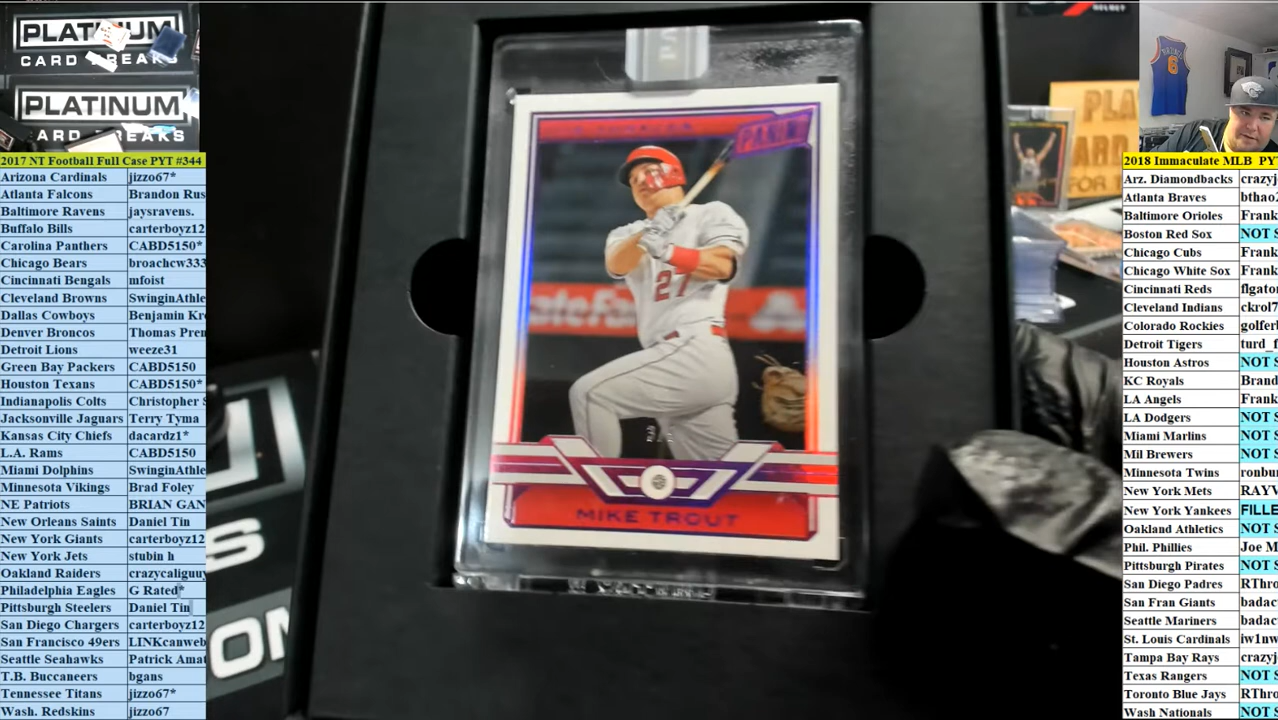 PLATINUM
CARD BREAKS
PLATINUM
CARD BREAKS
2017 NT Football Full Case PYT #344
Arizona Cardinals jizzo67*
Atlanta Falcons Brandon Rus
Baltimore Ravens jaysravens.
Buffalo Bills carterboyz12
Carolina Panthers CABD5150*
Chicago Bears broachcw333
Cincinnati Bengals mfoist
Cleveland Browns SwinginAthle
Dallas Cowboys Benjamin Kr
Denver Broncos Thomas Pren
Detroit Lions weeze31
Green Bay Packers CABD5150
Houston Texans CABD5150*
Indianapolis Colts Christopher S
Jacksonville Jaguars Terry Tyma
Kansas City Chiefs dacardz1*
L.A. Rams CABD5150
Miami Dolphins SwinginAthle
Minnesota Vikings Brad Foley
NE Patriots BRIAN GAN
New Orleans Saints Daniel Tin
New York Giants carterboyz12
New York Jets stubin h
Oakland Raiders crazycaliguuy
Philadelphia Eagles G Rated*
Pittsburgh Steelers Daniel Tin
San Diego Chargers carterboyz12
San Francisco 49ers LINKcanweb
Seattle Seahawks Patrick Amat
T.B. Buccaneers bgans
Tennessee Titans jizzo67*
Wash. Redskins jizzo67
PANINI
27
MIKE TROUT
S
ON
HELMET
PLA
ARD
FOR
6
2018 Immaculate MLB PY
Arz. Diamondbacks crazyj
Atlanta Braves bthao2
Baltimore Orioles Frank
Boston Red Sox NOT S
Chicago Cubs Frank
Chicago White Sox Frank
Cincinnati Reds flgator
Cleveland Indians ckrol7
Colorado Rockies golferb
Detroit Tigers turd_f
Houston Astros NOT S
KC Royals Brand
LA Angels Frank
LA Dodgers NOT S
Miami Marlins NOT S
Mil Brewers NOT S
Minnesota Twins ronbur
New York Mets RAYV
New York Yankees FILLE
Oakland Athletics NOT S
Phil. Phillies Joe M
Pittsburgh Pirates NOT S
San Diego Padres RThro
San Fran Giants badac
Seattle Mariners badac
St. Louis Cardinals iw1nw
Tampa Bay Rays crazyj
Texas Rangers NOT S
Toronto Blue Jays RThro
Wash Nationals NOT S